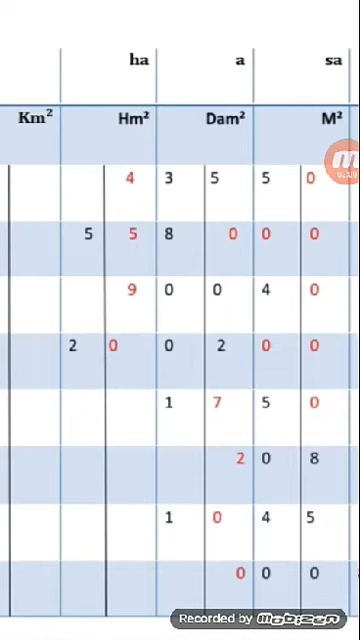 ha a sa
Km² Hm² Dam² M²
4 3 5 5 0
5 5 8 0 0 0
9 0 0 4 0
2 0 0 2 0 0
1 7 5 0
2 0 8
1 0 4 5
0 0 0
Recorded by Mobizen